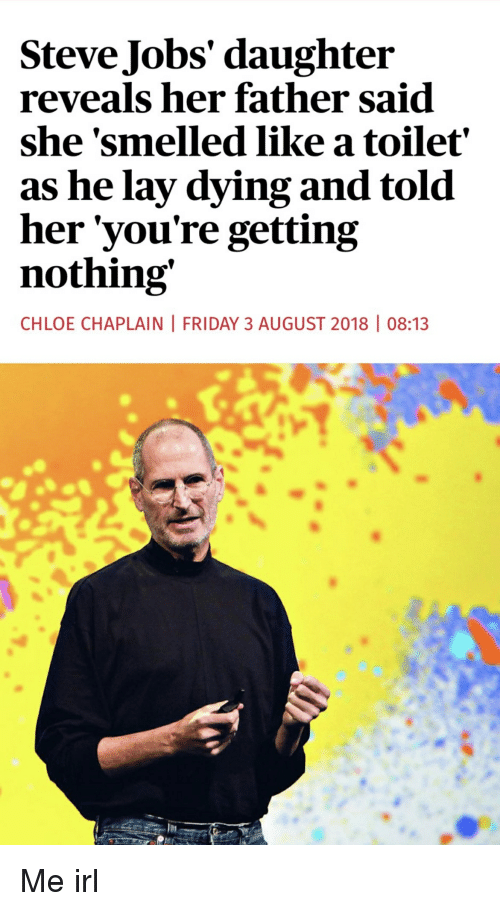 Steve Jobs' daughter
reveals her father said
she 'smelled like a toilet'
as he lay dying and told
her 'you're getting
nothing'
CHLOE CHAPLAIN | FRIDAY 3 AUGUST 2018 | 08:13
Me irl